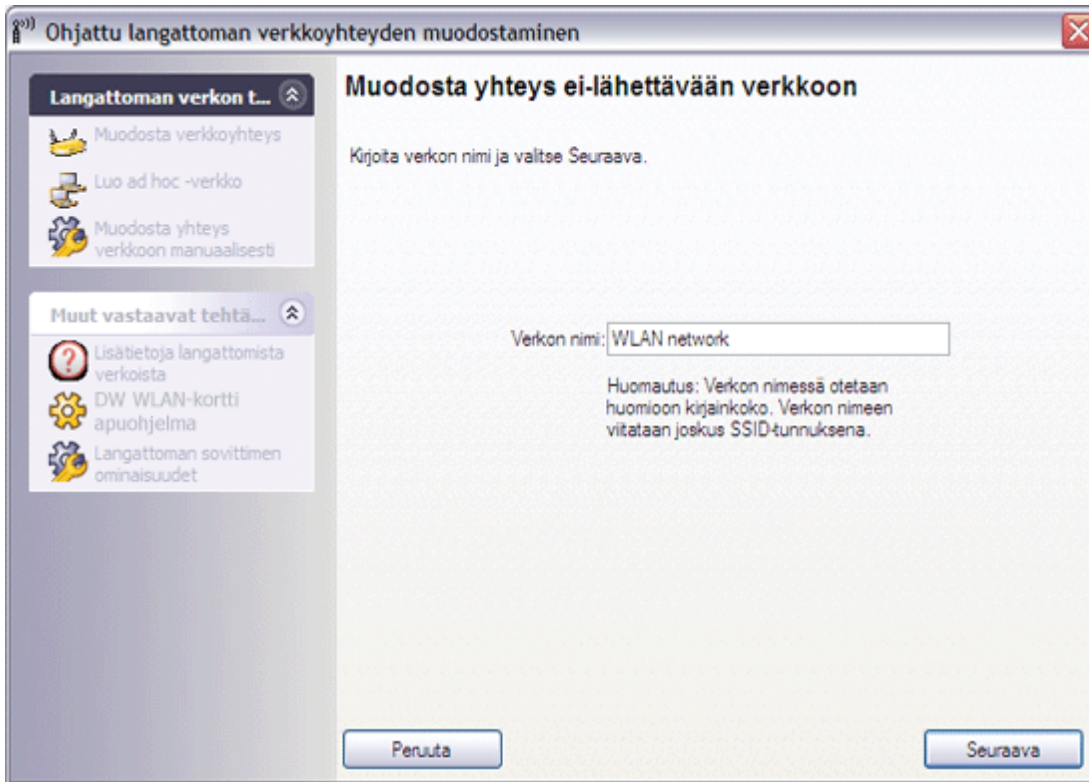 Ohjattu langattoman verkkoyhteyden muodostaminen
Langattoman verkon t...
Muodosta verkkoyhteys
Luo ad hoc -verkko
Muodosta yhteys
verkkoon manuaalisesti
Muut vastaavat tehtä...
Lisätietoja langattomista
verkoista
DW WLAN-kortti
apuohjelma
Langattoman sovittimen
ominaisuudet
Muodosta yhteys ei-lähettävään verkkoon
Kirjoita verkon nimi ja valitse Seuraava.
Verkon nimi: WLAN network
Huomautus: Verkon nimessä otetaan
huomioon kirjainkoko. Verkon nimeen
viitataan joskus SSID-tunnuksena.
Peruuta
Seuraava